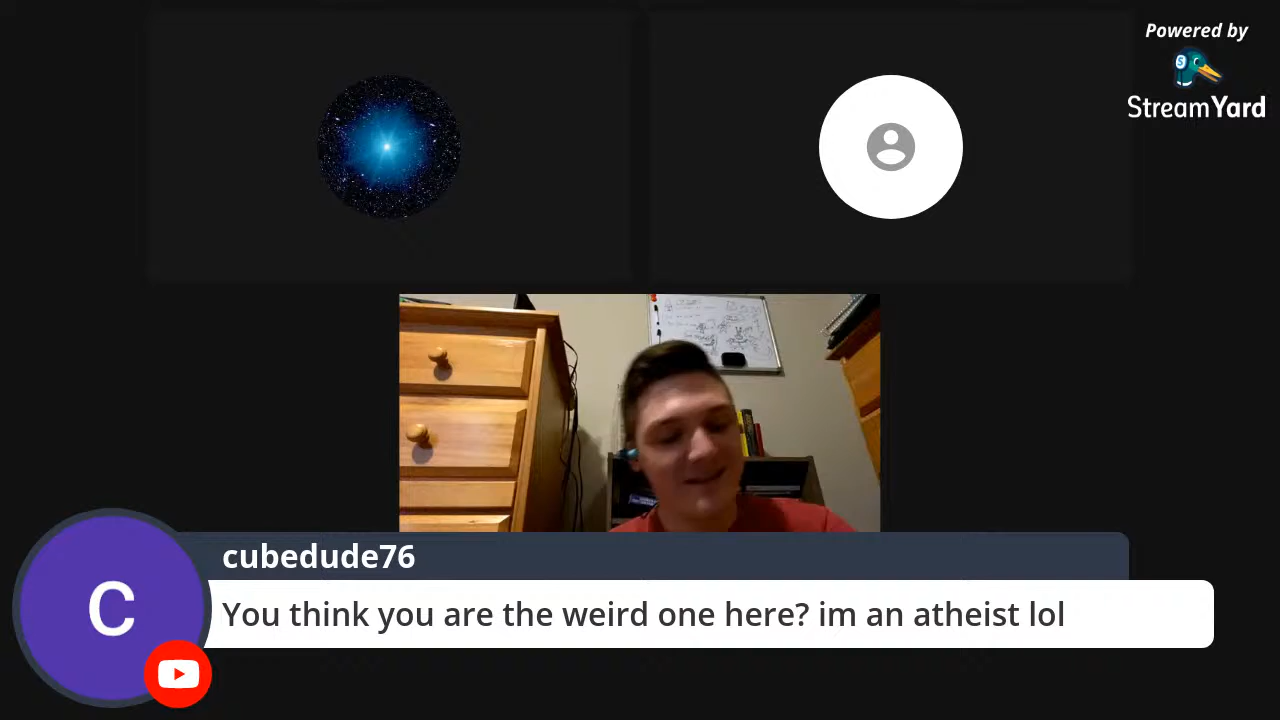 Powered by
StreamYard
cubedude76
C
You think you are the weird one here? im an atheist lol